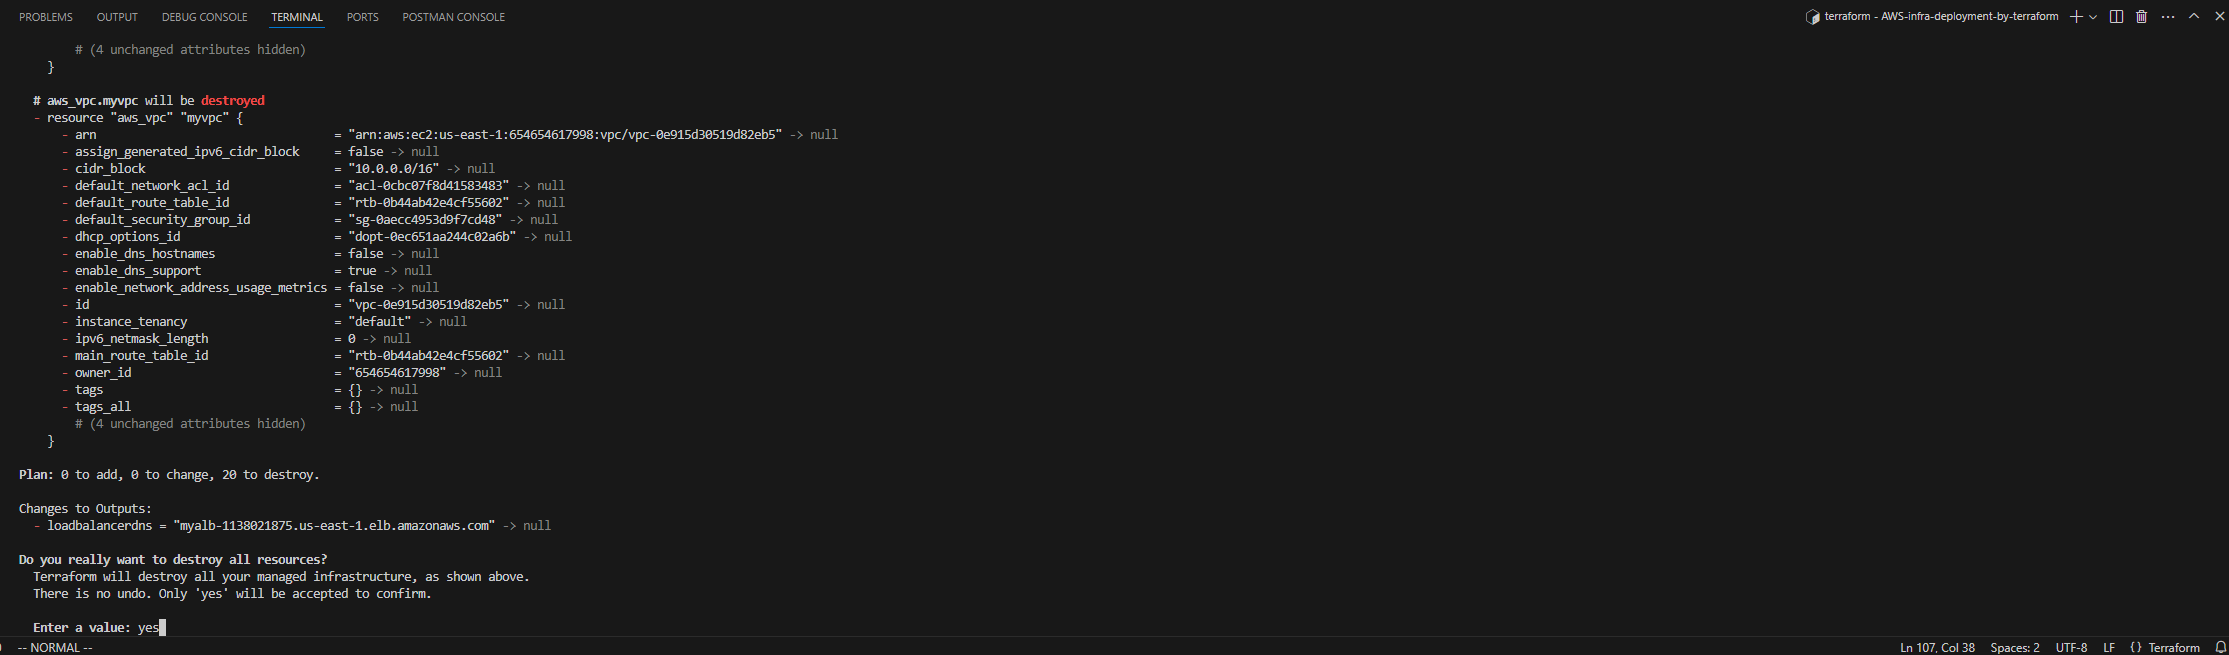 PROBLEMS OUTPUT DEBUG CONSOLE TERMINAL PORTS POSTMAN CONSOLE terraform - AWS-infra-deployment-by-terraform
# (4 unchanged attributes hidden)
}
# aws_vpc.myvpc will be destroyed
- resource "aws_vpc" "myvpc" {
- arn = "arn:aws:ec2:us-east-1:654654617998:vpc/vpc-0e915d30519d82eb5" -> null
- assign_generated_ipv6_cidr_block = false -> null
- cidr_block = "10.0.0.0/16" -> null
- default_network_acl_id = "acl-0cbc07f8d41583483" -> null
- default_route_table_id = "rtb-0b44ab42e4cf55602" -> null
- default_security_group_id = "sg-0aecc4953d9f7cd48" -> null
- dhcp_options_id = "dopt-0ec651aa244c02a6b" -> null
- enable_dns_hostnames = false -> null
- enable_dns_support = true -> null
- enable_network_address_usage_metrics = false -> null
- id = "vpc-0e915d30519d82eb5" -> null
- instance_tenancy = "default" -> null
- ipv6_netmask_length = 0 -> null
- main_route_table_id = "rtb-0b44ab42e4cf55602" -> null
- owner_id = "654654617998" -> null
- tags = {} -> null
- tags_all = {} -> null
# (4 unchanged attributes hidden)
}
Plan: 0 to add, 0 to change, 20 to destroy.
Changes to Outputs:
- loadbalancerdns = "myalb-1138021875.us-east-1.elb.amazonaws.com" -> null
Do you really want to destroy all resources?
Terraform will destroy all your managed infrastructure, as shown above.
There is no undo. Only 'yes' will be accepted to confirm.
Enter a value: yes
-- NORMAL -- Ln 107, Col 38 Spaces: 2 UTF-8 LF {} Terraform